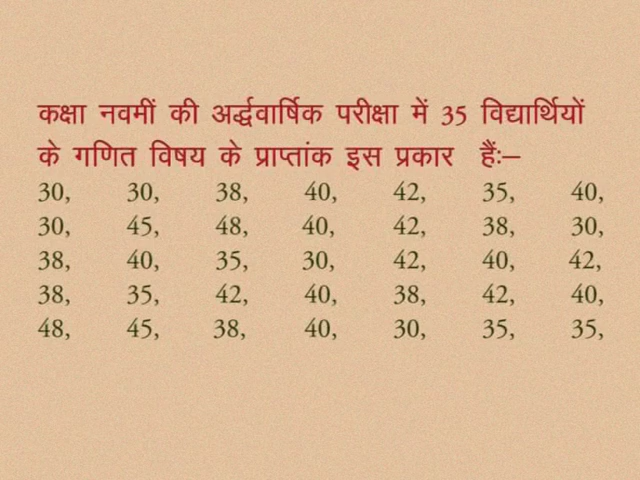 कक्षा नवमीं की अर्द्धवार्षिक परीक्षा में 35 विद्यार्थियों
के गणित विषय के प्राप्तांक इस प्रकार हैंः–
30, 30, 38, 40, 42, 35, 40,
30, 45, 48, 40, 42, 38, 30,
38, 40, 35, 30, 42, 40, 42,
38, 35, 42, 40, 38, 42, 40,
48, 45, 38, 40, 30, 35, 35,